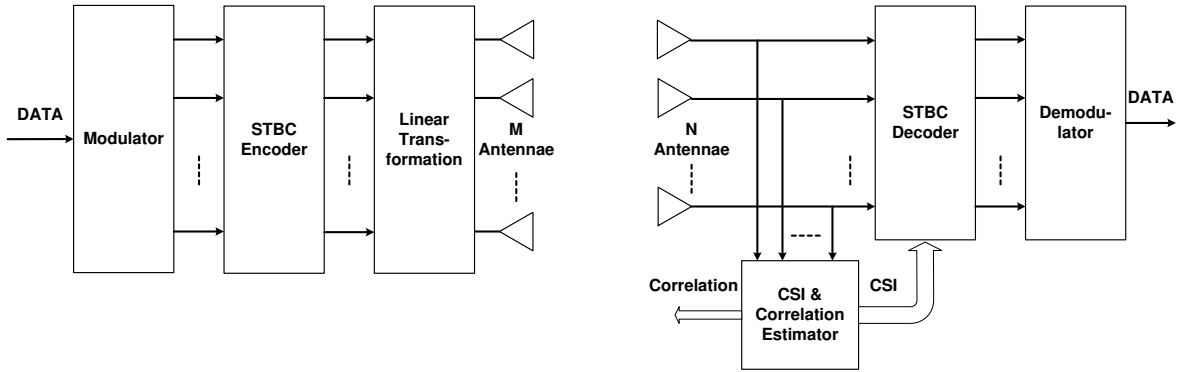 DATA
Modulator
STBC
Encoder
Linear
Trans-
formation
M
Antennae
N
Antennae
STBC
Decoder
Demodu-
lator
DATA
Correlation
CSI &
Correlation
Estimator
CSI